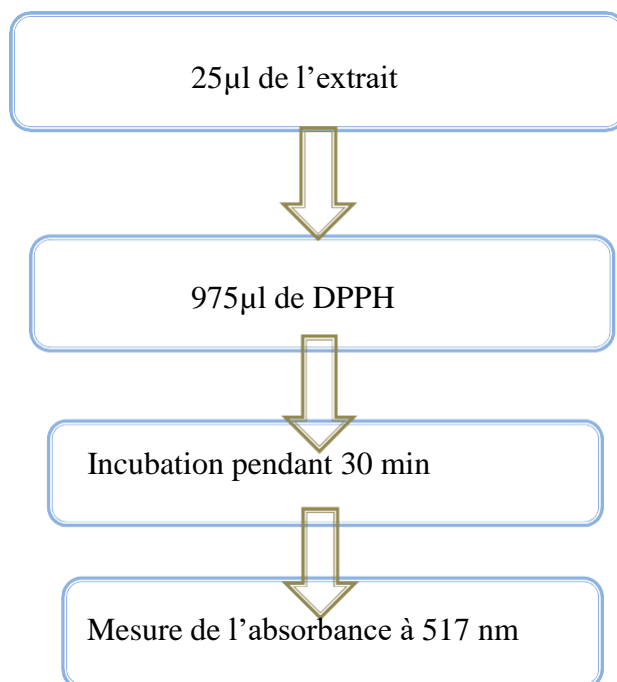 25µl de l’extrait
975µl de DPPH
Incubation pendant 30 min
Mesure de l’absorbance à 517 nm